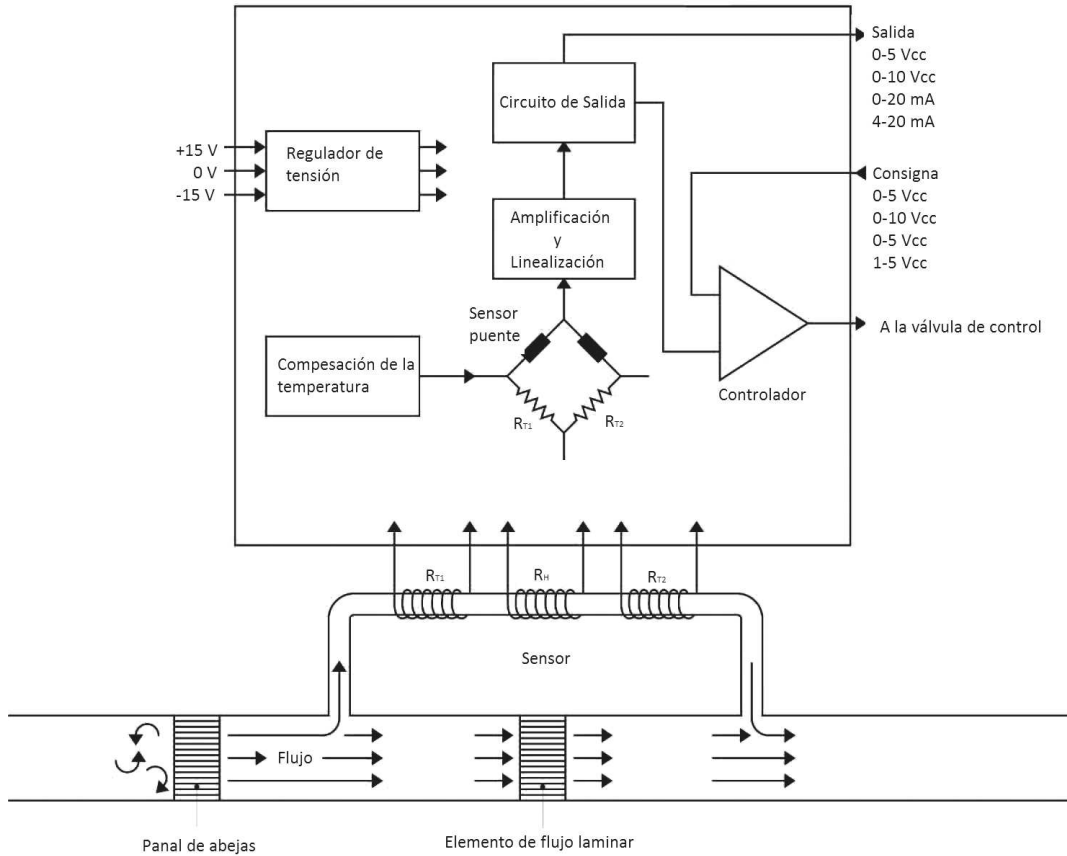 Salida
0-5 Vcc
0-10 Vcc
0-20 mA
4-20 mA
Circuito de Salida
+15 V
0 V
-15 V
Regulador de
tensión
Consigna
0-5 Vcc
0-10 Vcc
0-5 Vcc
1-5 Vcc
Amplificación
y
Linealización
Sensor
puente
A la válvula de control
Compesación de la
temperatura
Controlador
RT1
RT2
RT1
RH
RT2
Sensor
Flujo
Panal de abejas
Elemento de flujo laminar